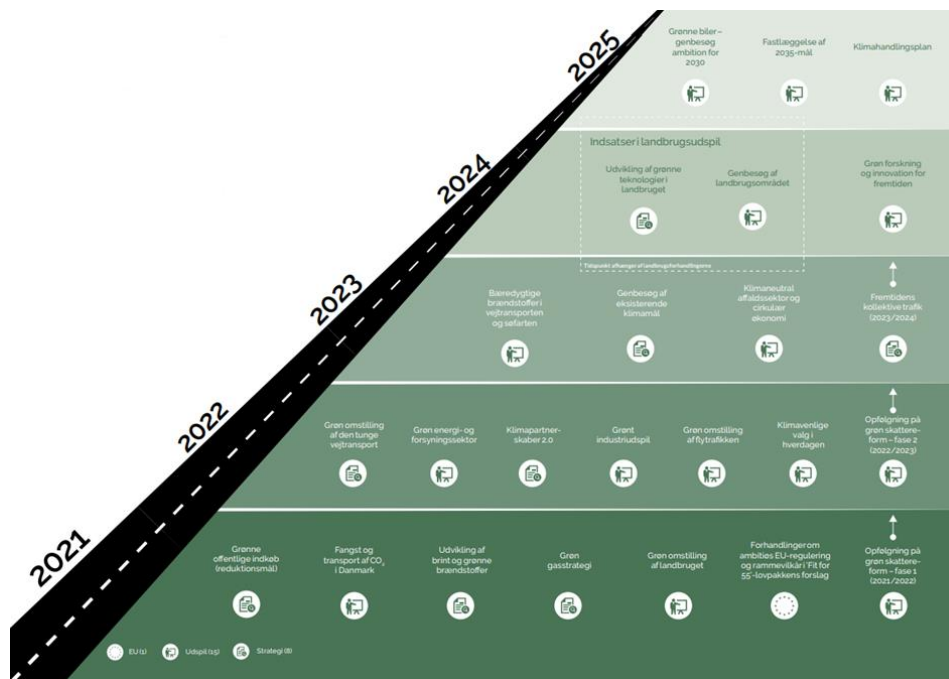 2025
Grønne biler –
genbesøg
ambition for
2030
Fastlæggelse af
2035-mål
Klimahandlingsplan
2024
Indsatser i landbrugsudspil
Udvikling af grønne
teknologier i
landbruget
Genbesøg af
landbrugsområdet
Grøn forskning
og innovation for
fremtiden
Tidspunkt afhænger af landbrugsforhandlingerne
2023
Bæredygtige
brændstoffer i
vejtransporten
og søfarten
Genbesøg af
eksisterende
klimamål
Klimaneutral
affaldssektor og
cirkulær
økonomi
Fremtidens
kollektive trafik
(2023/2024)
2022
Grøn omstilling
af den tunge
vejtransport
Grøn energi- og
forsyningssektor
Klimapartner-
skaber 2.0
Grønt
industriudspil
Grøn omstilling
af flytrafikken
Klimavenlige
valg i
hverdagen
Opfølgning på
grøn skattere-
form – fase 2
(2022/2023)
2021
Grønne
offentlige indkøb
(reduktionsmål)
Fangst og
transport af CO₂
i Danmark
Udvikling af
brint og grønne
brændstoffer
Grøn
gasstrategi
Grøn omstilling
af landbruget
Forhandlinger om
ambitiøs EU-regulering
og rammevilkår i 'Fit for
55'-lovpakkens forslag
Opfølgning på
grøn skattere-
form – fase 1
(2021/2022)
EU (1)
Udspil (15)
Strategi (8)